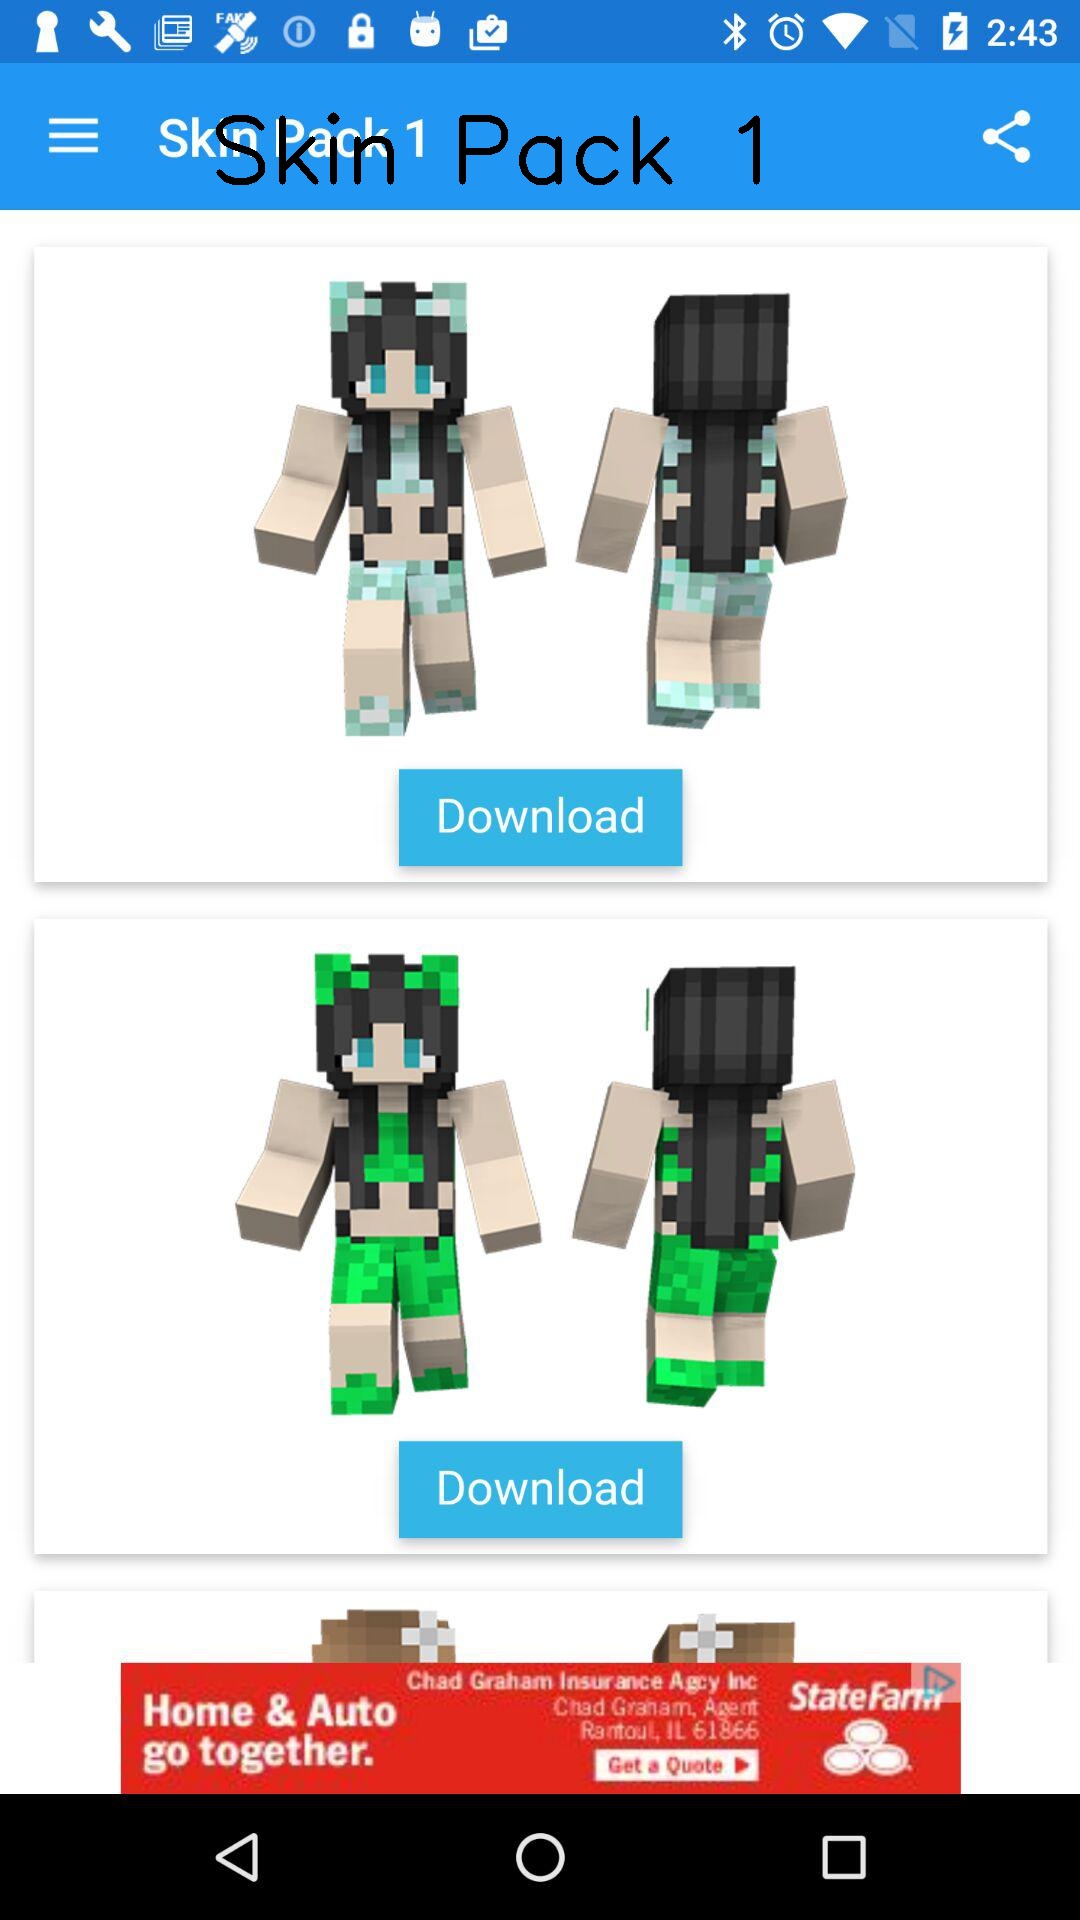 FAKE
2:43
Skin Pack 1
Skin Pack 1
Download
Download
Home & Auto
go together.
Chad Graham Insurance Agcy Inc
Chad Graham, Agent
Rantoul, IL 61866
Get a Quote
StateFarm